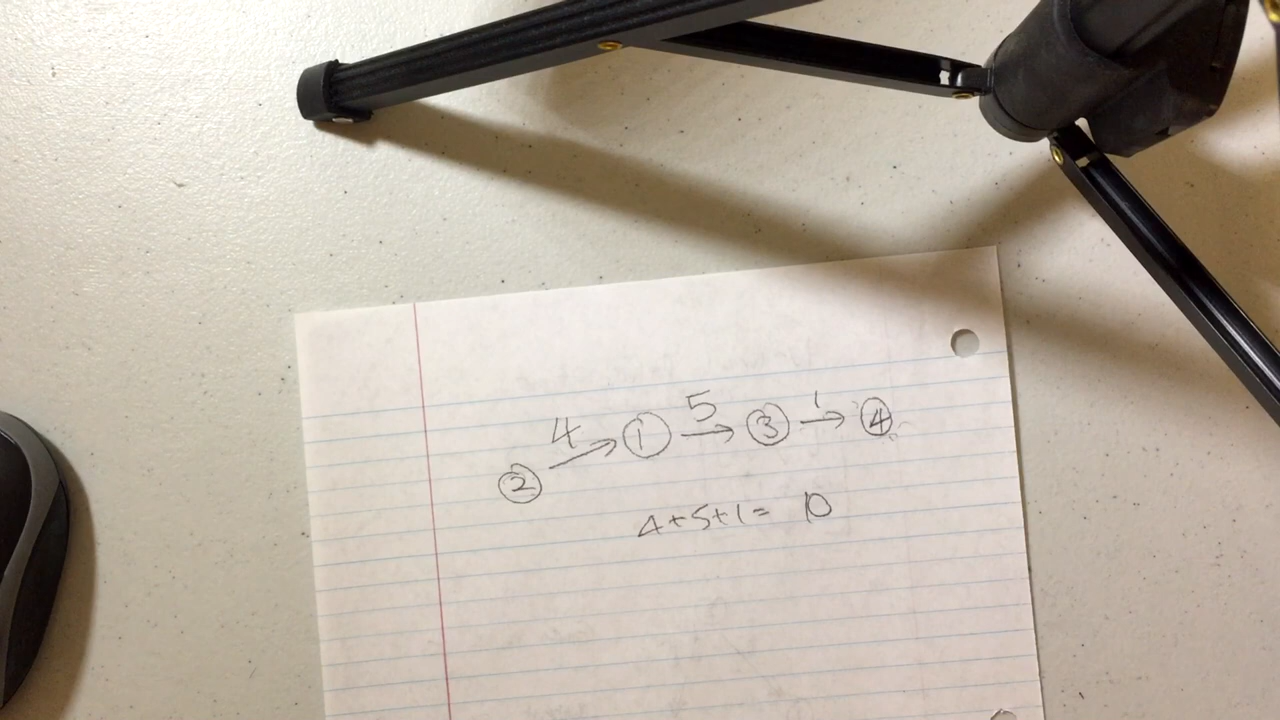 4 5 1
② → ① → ③ → ④
4+5+1= 10